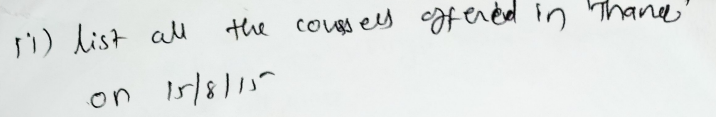 ii) list all the courses offered in 'Thane'
on 15/8/15